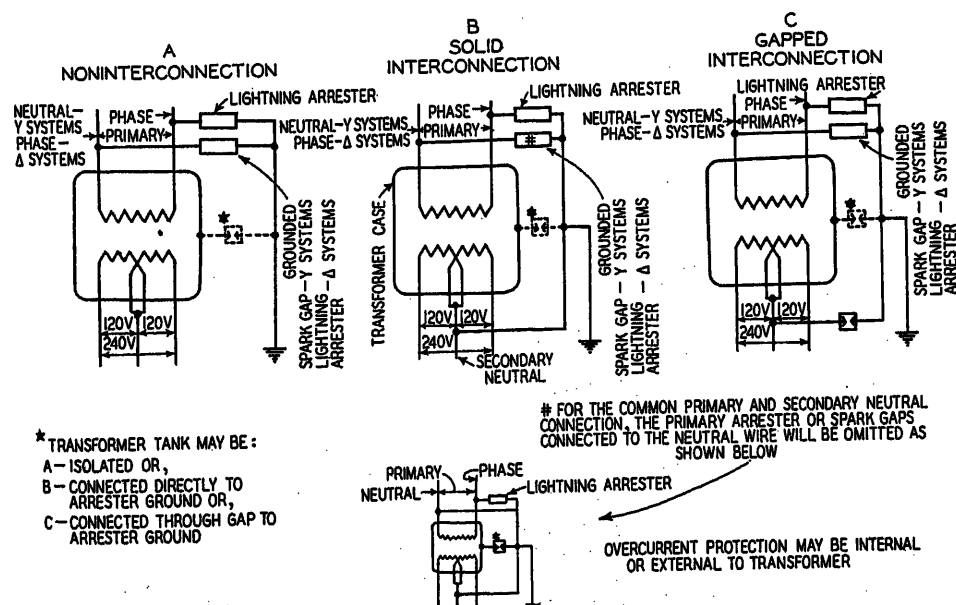 A
NONINTERCONNECTION
LIGHTNING ARRESTER
NEUTRAL-
Y SYSTEMS
PHASE-
Δ SYSTEMS
PHASE
PRIMARY
*
GROUNDED
SPARK GAP-Y SYSTEMS
LIGHTNING-Δ SYSTEMS
ARRESTER
120V
120V
240V
B
SOLID
INTERCONNECTION
LIGHTNING ARRESTER
PHASE
NEUTRAL-Y SYSTEMS
PHASE-Δ SYSTEMS
PRIMARY
#
TRANSFORMER CASE
*
GROUNDED
SPARK GAP-Y SYSTEMS
LIGHTNING-Δ SYSTEMS
ARRESTER
120V
120V
240V
SECONDARY
NEUTRAL
C
GAPPED
INTERCONNECTION
LIGHTNING ARRESTER
PHASE
NEUTRAL-Y SYSTEMS
PHASE-Δ SYSTEMS
PRIMARY
*
GROUNDED
SPARK GAP-Y SYSTEMS
LIGHTNING-Δ SYSTEMS
ARRESTER
120V
120V
240V
# FOR THE COMMON PRIMARY AND SECONDARY NEUTRAL
CONNECTION, THE PRIMARY ARRESTER OR SPARK GAPS
CONNECTED TO THE NEUTRAL WIRE WILL BE OMITTED AS
SHOWN BELOW
* TRANSFORMER TANK MAY BE:
A-ISOLATED OR,
B-CONNECTED DIRECTLY TO
ARRESTER GROUND OR,
C-CONNECTED THROUGH GAP TO
ARRESTER GROUND
PRIMARY
PHASE
NEUTRAL
LIGHTNING ARRESTER
*
OVERCURRENT PROTECTION MAY BE INTERNAL
OR EXTERNAL TO TRANSFORMER